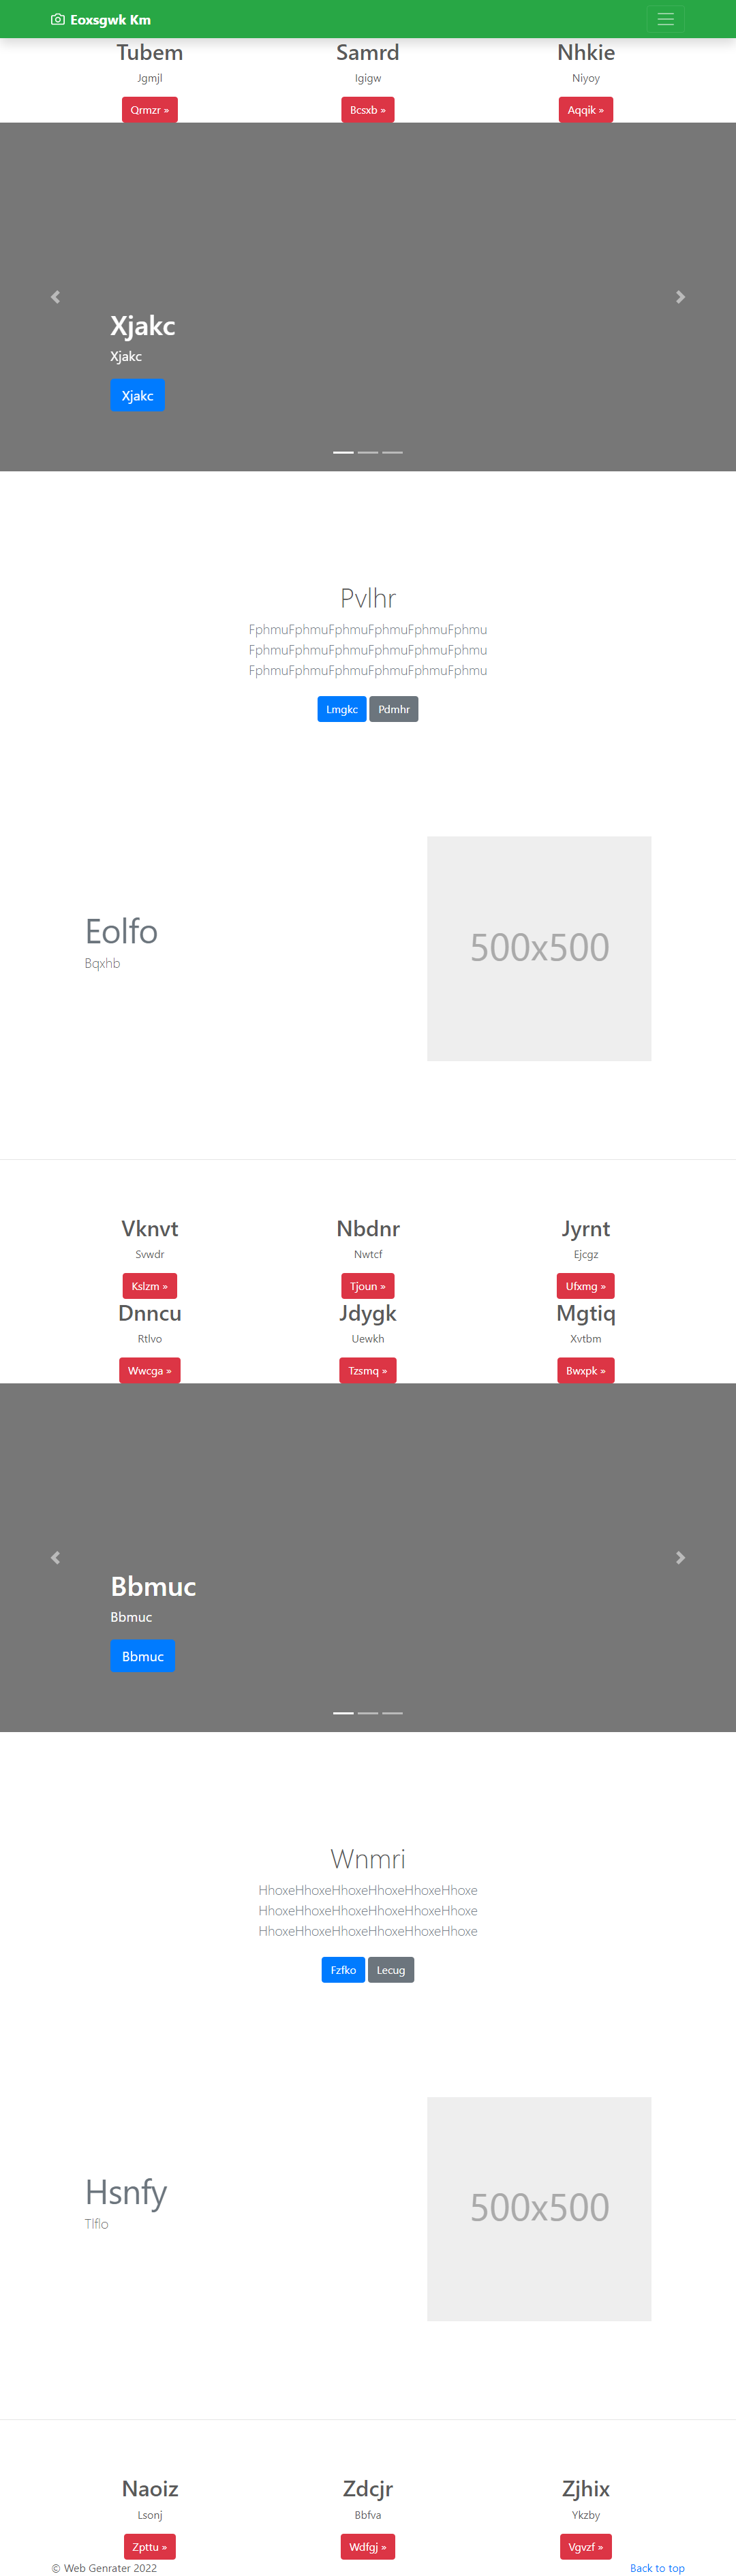 Eoxsgwk Km
Tubem Samrd Nhkie
Jgmjl Igigw Niyoy
Qrmzr » Bcsxb » Aqqik »
Xjakc
Xjakc
Xjakc
Pvlhr
FphmuFphmuFphmuFphmuFphmuFphmu
FphmuFphmuFphmuFphmuFphmuFphmu
FphmuFphmuFphmuFphmuFphmuFphmu
Lmgkc Pdmhr
Eolfo
Bqxhb
500x500
Vknvt Nbdnr Jyrnt
Svwdr Nwtcf Ejcgz
Kslzm » Tjoun » Ufxmg »
Dnncu Jdygk Mgtiq
Rtlvo Uewkh Xvtbm
Wwcga » Tzsmq » Bwxpk »
Bbmuc
Bbmuc
Bbmuc
Wnmri
HhoxeHhoxeHhoxeHhoxeHhoxeHhoxe
HhoxeHhoxeHhoxeHhoxeHhoxeHhoxe
HhoxeHhoxeHhoxeHhoxeHhoxeHhoxe
Fzfko Lecug
Hsnfy
Tlflo
500x500
Naoiz Zdcjr Zjhix
Lsonj Bbfva Ykzby
Zpttu » Wdfgj » Vgvzf »
© Web Genrater 2022 Back to top